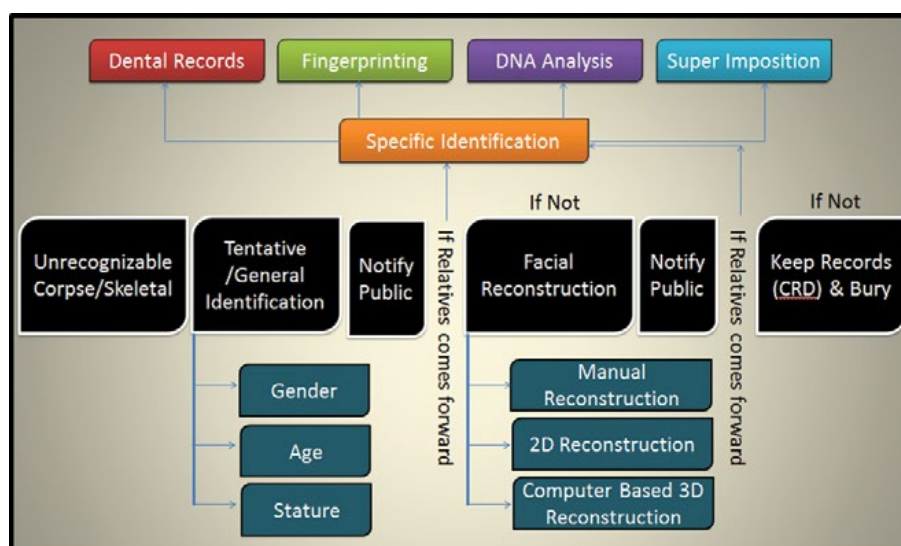 Dental Records
Fingerprinting
DNA Analysis
Super Imposition
Specific Identification
If Not
If Not
Unrecognizable
Corpse/Skeletal
Tentative
/General
Identification
Notify
Public
If Relatives comes forward
Facial
Reconstruction
Notify
Public
If Relatives comes forward
Keep Records
(CRD) & Bury
Gender
Age
Stature
Manual
Reconstruction
2D Reconstruction
Computer Based 3D
Reconstruction